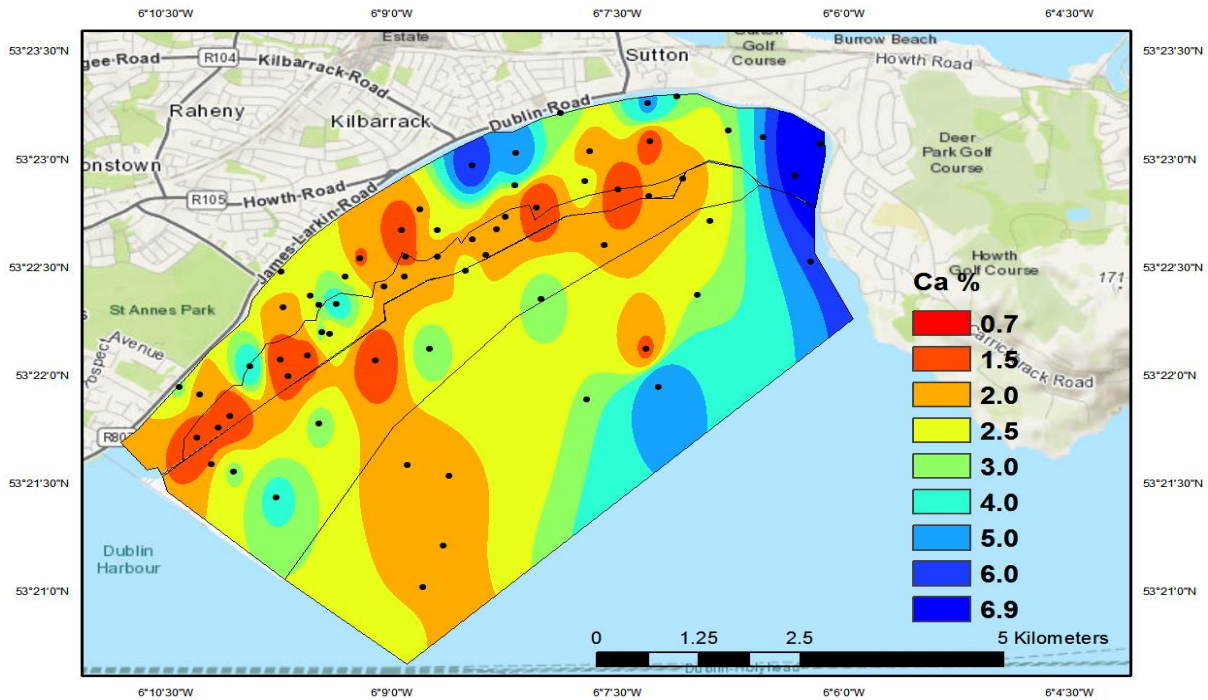 6°10'30"W 6°9'0"W 6°7'30"W 6°6'0"W 6°4'30"W
53°23'30"N
53°23'0"N
53°22'30"N
53°22'0"N
53°21'30"N
53°21'0"N
Estate
R104
Kilbarrack-Road
Raheny
Kilbarrack
Dublin-Road
Sutton
Golf
Course
Burrow Beach
Howth Road
R105
Howth-Road
James-Larkin-Road
St Annes Park
Avenue
Deer
Park Golf
Course
Howth
Golf Course
171
Carrickbrack Road
Dublin
Harbour
Ca %
0.7
1.5
2.0
2.5
3.0
4.0
5.0
6.0
6.9
0 1.25 2.5 5 Kilometers
53°23'30"N
53°23'0"N
53°22'30"N
53°22'0"N
53°21'30"N
53°21'0"N
6°10'30"W 6°9'0"W 6°7'30"W 6°6'0"W 6°4'30"W